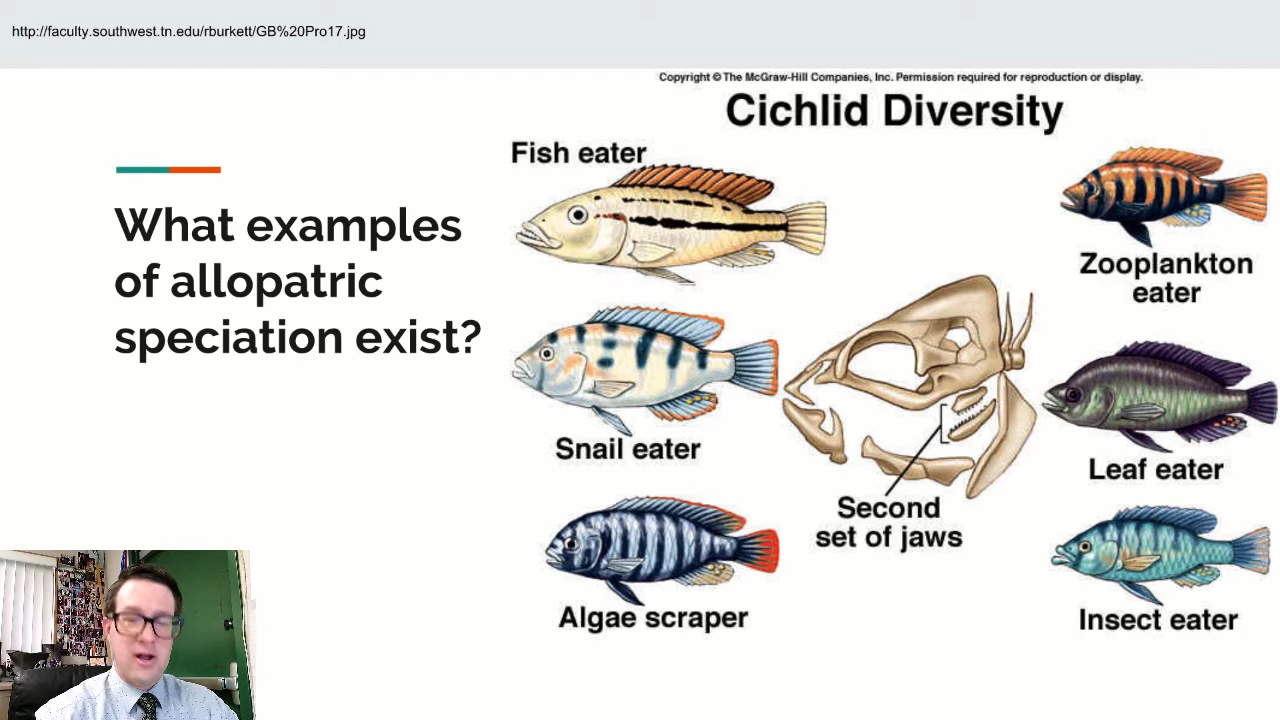 http://faculty.southwest.tn.edu/rburkett/GB%20Pro17.jpg
What examples
of allopatric
speciation exist?
Copyright © The McGraw-Hill Companies, Inc. Permission required for reproduction or display.
Cichlid Diversity
Fish eater
Zooplankton
eater
Snail eater
Second
set of jaws
Leaf eater
Algae scraper
Insect eater